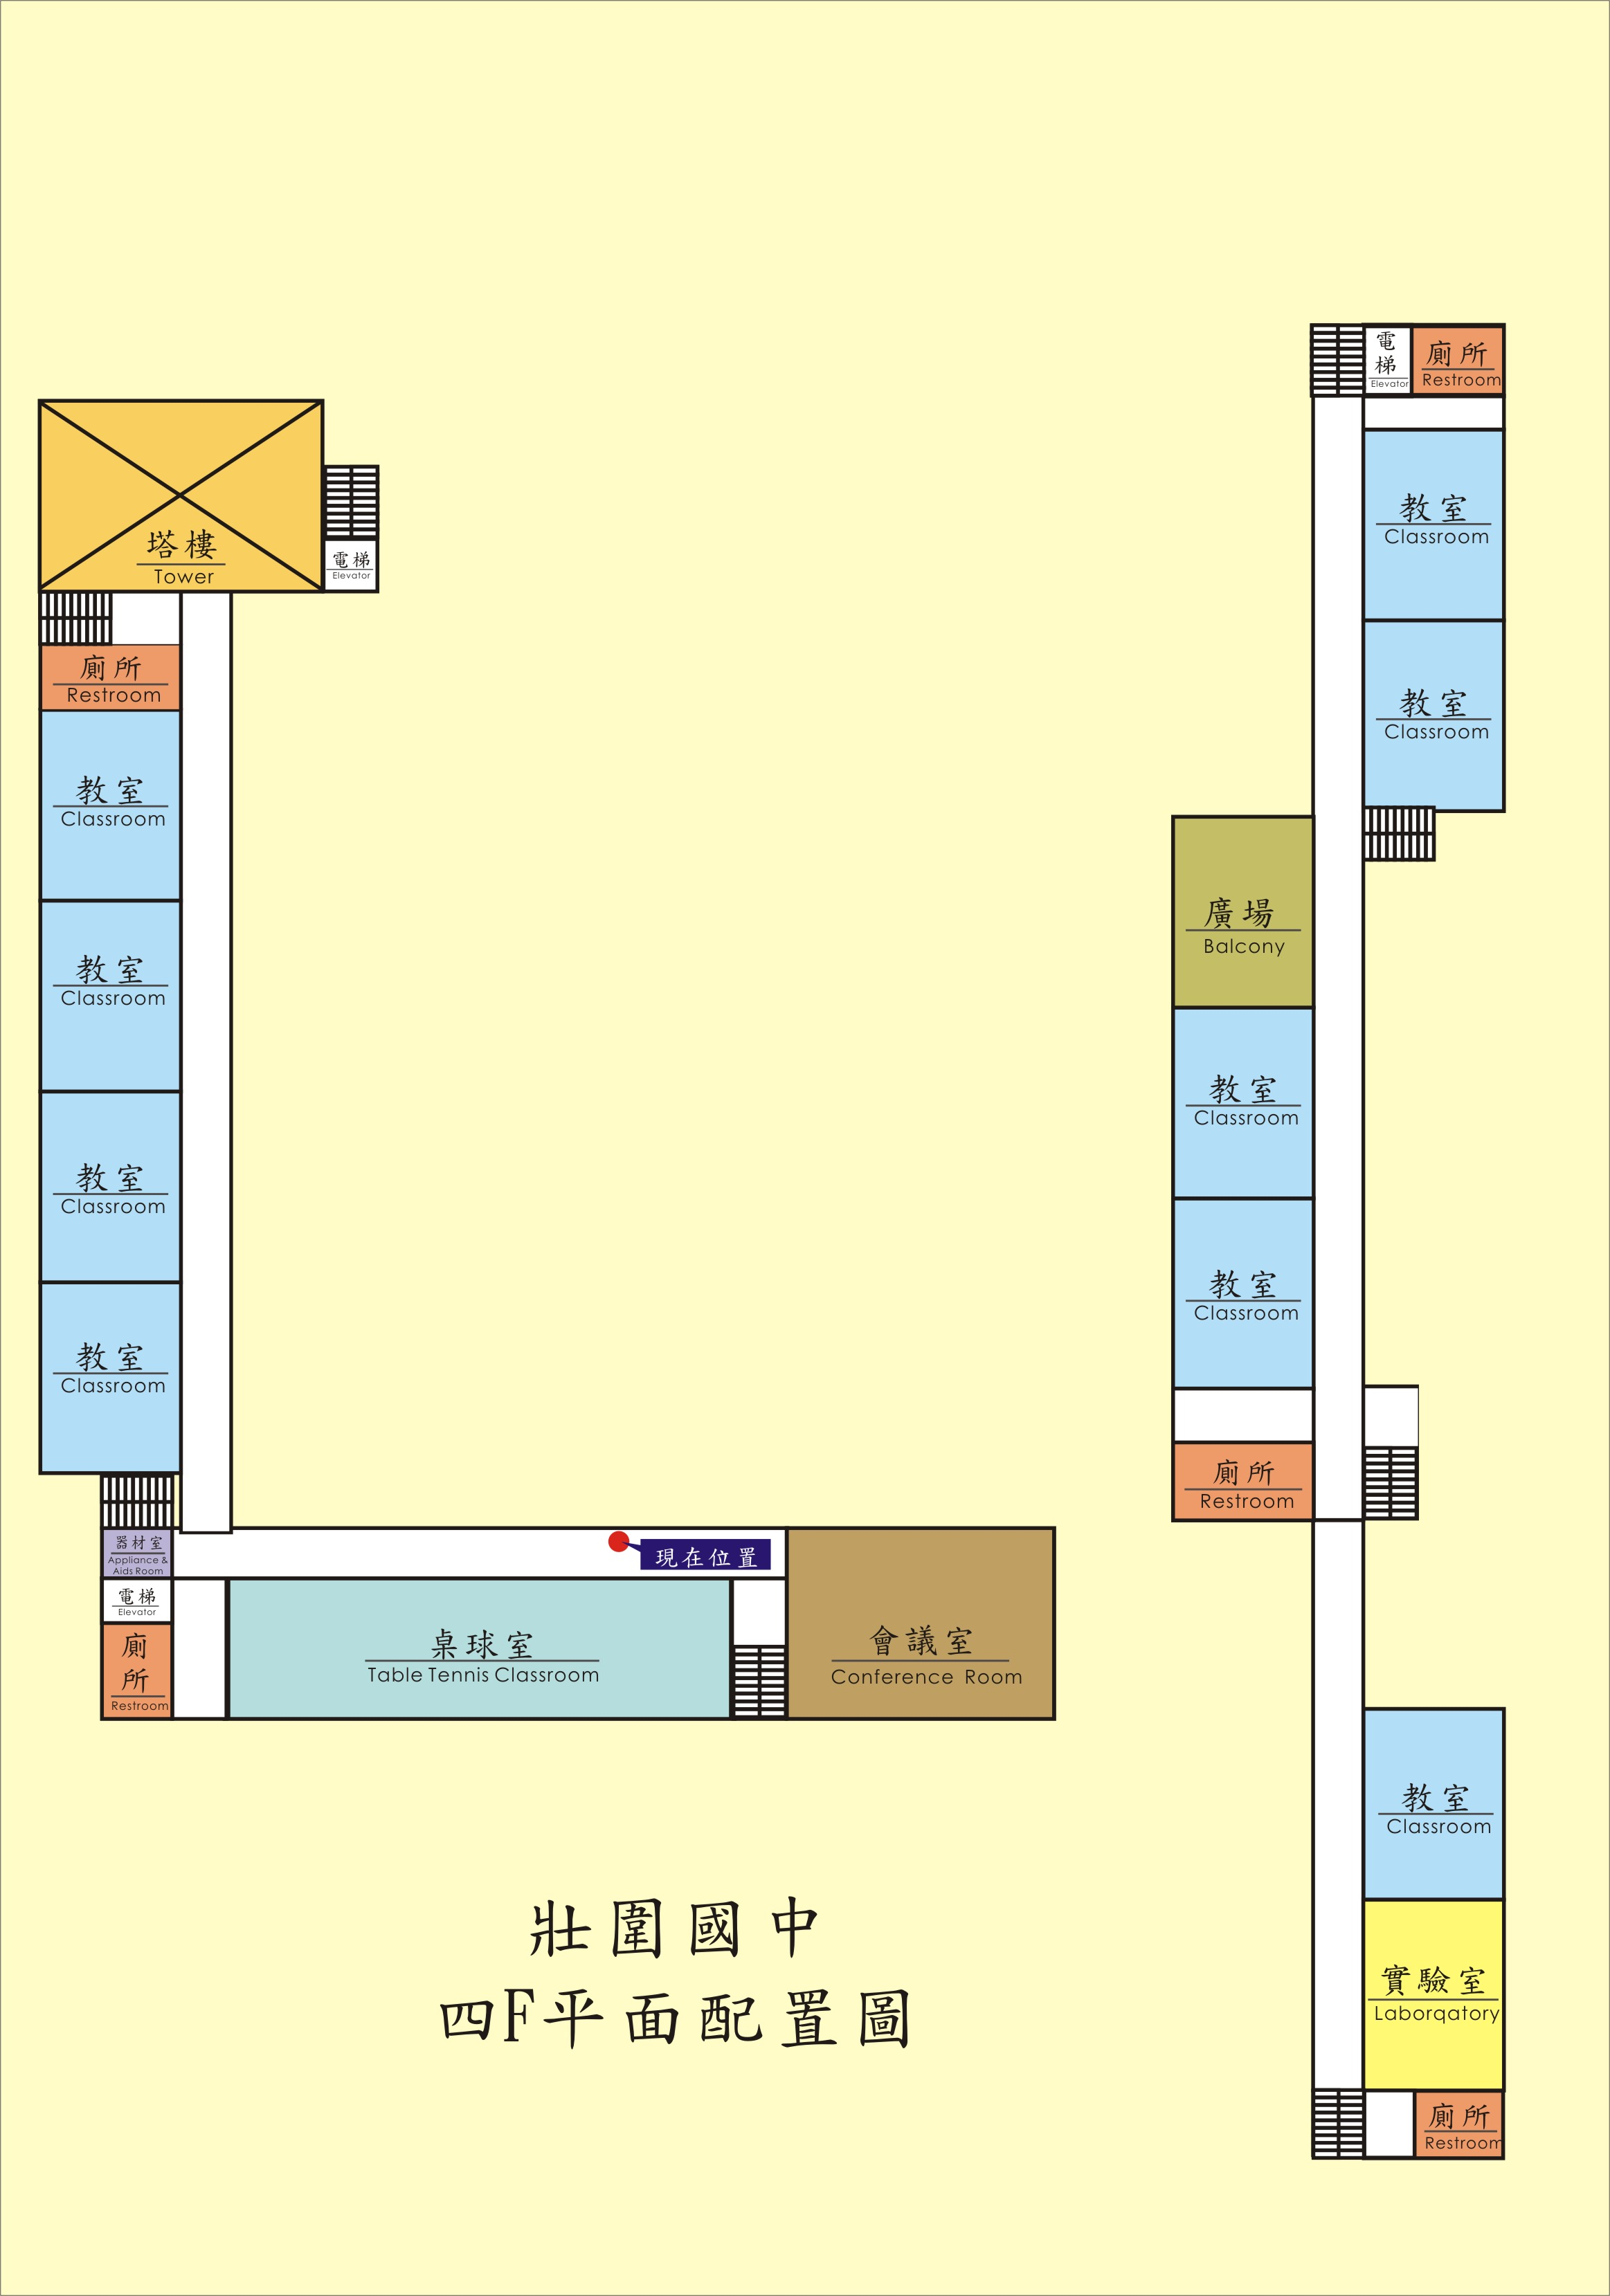 電
梯
Elevator
廁所
Restroom
教室
Classroom
教室
Classroom
塔樓
Tower
電梯
Elevator
廁所
Restroom
教室
Classroom
教室
Classroom
教室
Classroom
教室
Classroom
廣場
Balcony
教室
Classroom
教室
Classroom
廁所
Restroom
器材室
Appliance &
Aids Room
電梯
Elevator
廁
所
Restroom
現在位置
桌球室
Table Tennis Classroom
會議室
Conference Room
教室
Classroom
實驗室
Laborqatory
廁所
Restroom
壯圍國中
四F平面配置圖